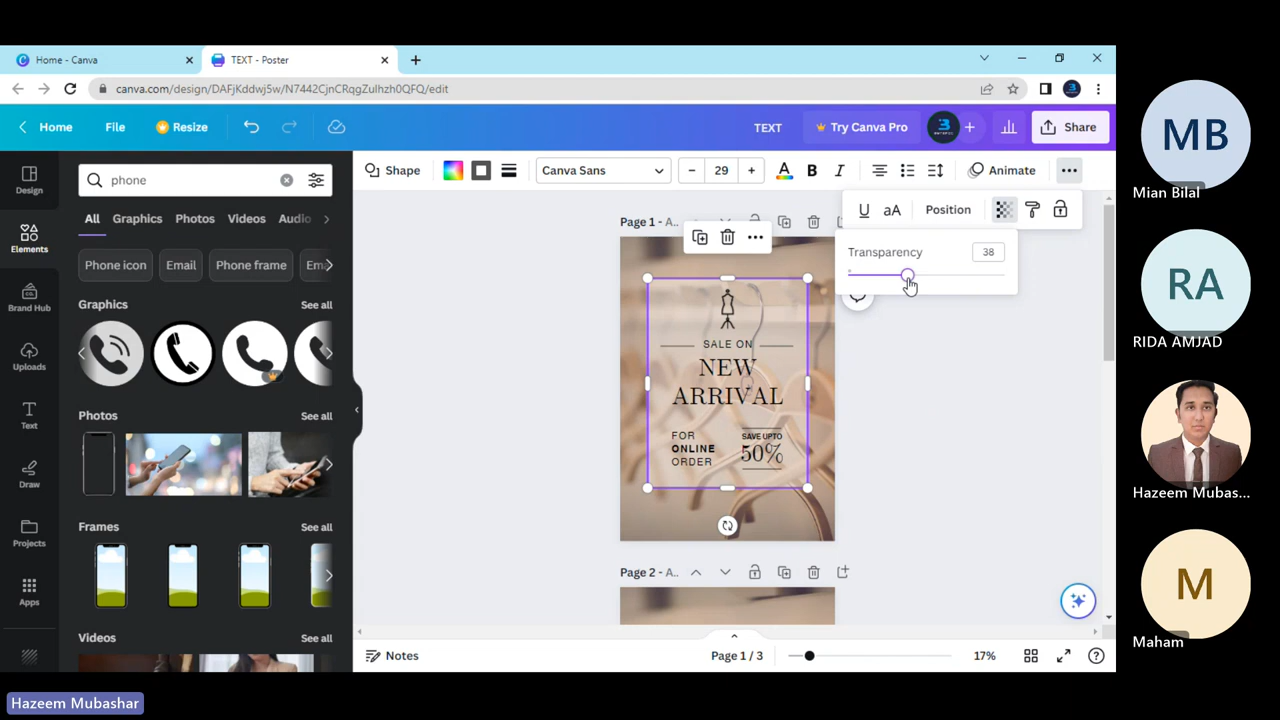 Home - Canva
TEXT - Poster
canva.com/design/DAFjKddwj5w/N7442CjnCRqgZulhzh0QFQ/edit
Home
File
Resize
TEXT
Try Canva Pro
Share
Design
Elements
Brand Hub
Uploads
Text
Draw
Projects
Apps
phone
All
Graphics
Photos
Videos
Audio
Phone icon
Email
Phone frame
Graphics
See all
Photos
See all
Frames
See all
Videos
See all
Shape
Canva Sans
29
A
B
I
Animate
U
aA
Position
Transparency
38
Page 1 - A..
SALE ON
NEW
ARRIVAL
FOR
ONLINE
ORDER
SAVE UPTO
50%
Page 2 - A..
Notes
Page 1 / 3
17%
MB
Mian Bilal
RA
RIDA AMJAD
Hazeem Mubas...
M
Maham
Hazeem Mubashar